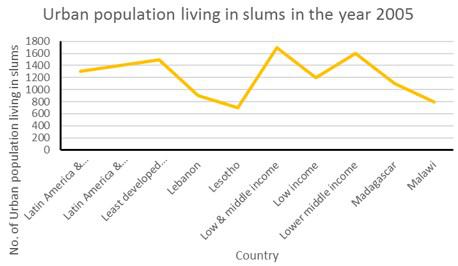 Urban population living in slums in the year 2005
No. of Urban population living in slums
1800
1600
1400
1200
1000
800
600
400
200
0
Latin America &...
Latin America &...
Least developed...
Lebanon
Lesotho
Low & middle income
Low income
Lower middle income
Madagascar
Malawi
Country